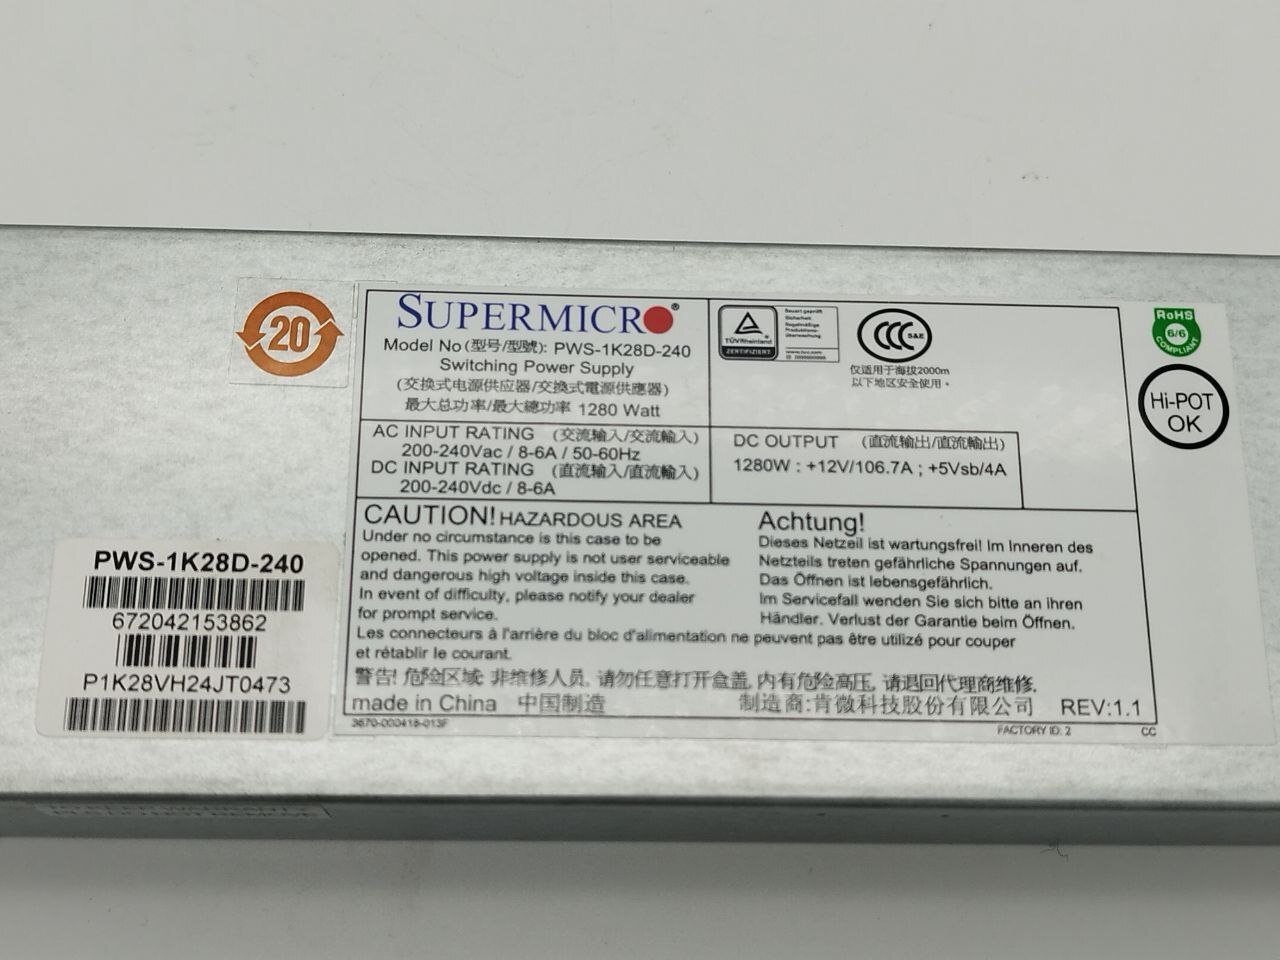 20
SUPERMICRO®
Model No (型号/型號): PWS-1K28D-240
Switching Power Supply
(交换式电源供应器/交換式電源供應器)
最大总功率/最大總功率 1280 Watt
TÜVRheinland
ZERTIFIZIERT
Bauart geprüft
Sicherheit
Regelmäßige
Produktions-
überwachung
CCC S&E
仅适用于海拔2000m
以下地区安全使用。
RoHS
6/6
COMPLIANT
Hi-POT
OK
AC INPUT RATING (交流输入/交流輸入)
200-240Vac / 8-6A / 50-60Hz
DC INPUT RATING (直流输入/直流輸入)
200-240Vdc / 8-6A
DC OUTPUT (直流输出/直流輸出)
1280W : +12V/106.7A ; +5Vsb/4A
CAUTION! HAZARDOUS AREA
Under no circumstance is this case to be
opened. This power supply is not user serviceable
and dangerous high voltage inside this case.
In event of difficulty, please notify your dealer
for prompt service.
Achtung!
Dieses Netzeil ist wartungsfrei! Im Inneren des
Netzteils treten gefährliche Spannungen auf.
Das Öffnen ist lebensgefährlich.
Im Servicefall wenden Sie sich bitte an ihren
Händler. Verlust der Garantie beim Öffnen.
Les connecteurs à l'arrière du bloc d'alimentation ne peuvent pas être utilizé pour couper
et rétablir le courant.
警告! 危险区域: 非维修人员, 请勿任意打开盒盖, 内有危险高压, 请退回代理商维修.
made in China 中国制造 制造商:肯微科技股份有限公司 REV:1.1
3670-000418-013F FACTORY ID: 2 CC
PWS-1K28D-240
672042153862
P1K28VH24JT0473